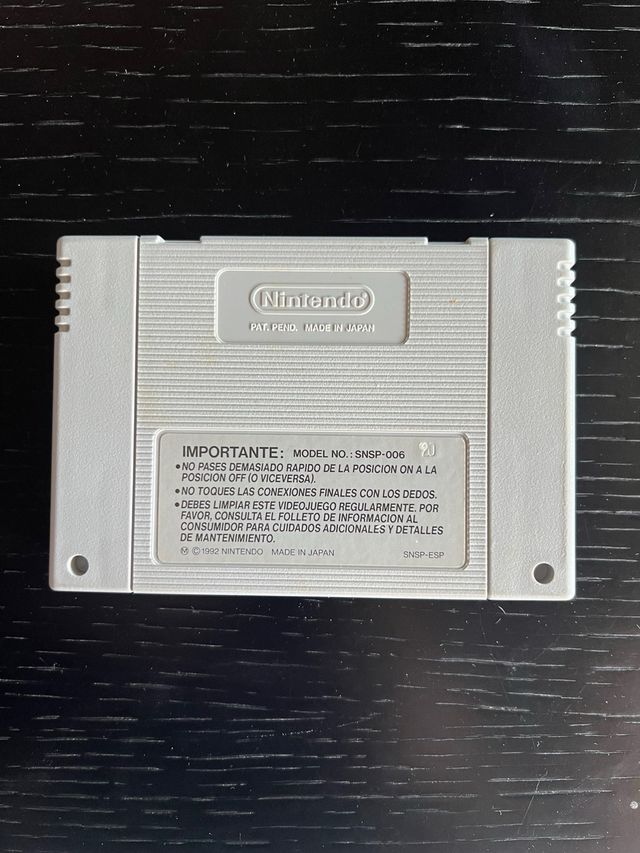 Nintendo®
PAT. PEND. MADE IN JAPAN
IMPORTANTE: MODEL NO.: SNSP-006
•NO PASES DEMASIADO RAPIDO DE LA POSICION ON A LA
POSICION OFF (O VICEVERSA).
•NO TOQUES LAS CONEXIONES FINALES CON LOS DEDOS.
•DEBES LIMPIAR ESTE VIDEOJUEGO REGULARMENTE. POR
FAVOR, CONSULTA EL FOLLETO DE INFORMACION AL
CONSUMIDOR PARA CUIDADOS ADICIONALES Y DETALLES
DE MANTENIMIENTO.
Ⓜ ©1992 NINTENDO MADE IN JAPAN SNSP-ESP